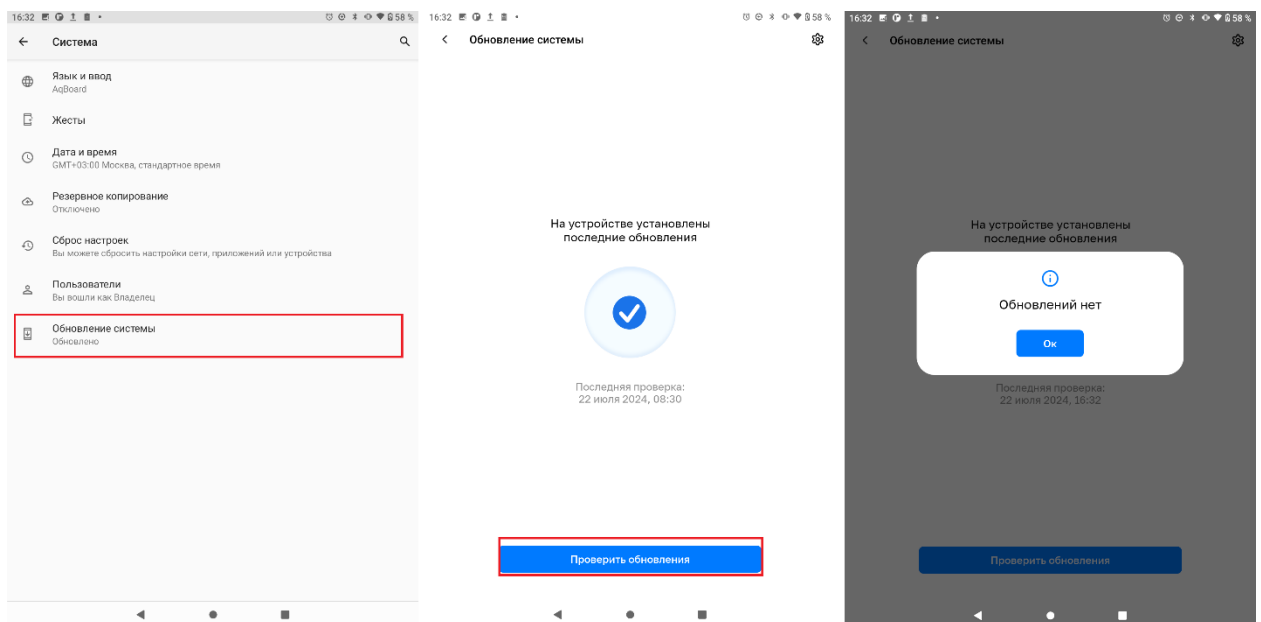 16:32
58 %
Система
Язык и ввод
AqBoard
Жесты
Дата и время
GMT+03:00 Москва, стандартное время
Резервное копирование
Отключено
Сброс настроек
Вы можете сбросить настройки сети, приложений или устройства
Пользователи
Вы вошли как Владелец
Обновление системы
Обновлено
16:32
58 %
Обновление системы
На устройстве установлены
последние обновления
Последняя проверка:
22 июля 2024, 08:30
Проверить обновления
16:32
58 %
Обновление системы
На устройстве установлены
последние обновления
Обновлений нет
Ок
Последняя проверка:
22 июля 2024, 16:32
Проверить обновления